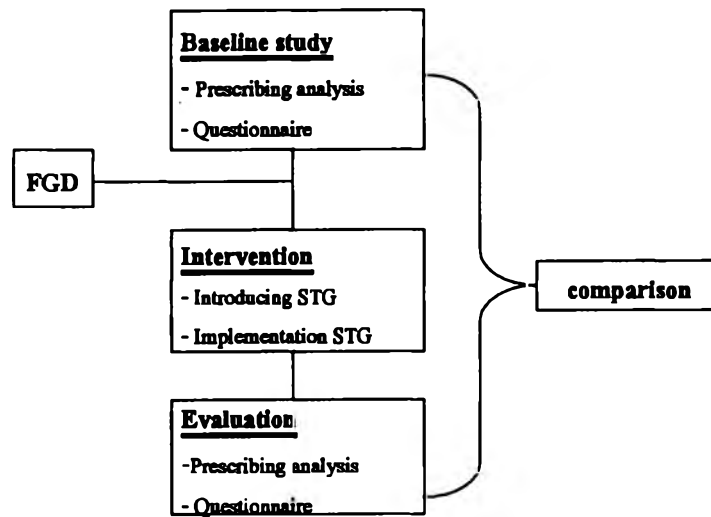 Baseline study
- Prescribing analysis
- Questionnaire
FGD
Intervention
- Introducing STG
- Implementation STG
comparison
Evaluation
-Prescribing analysis
- Questionnaire